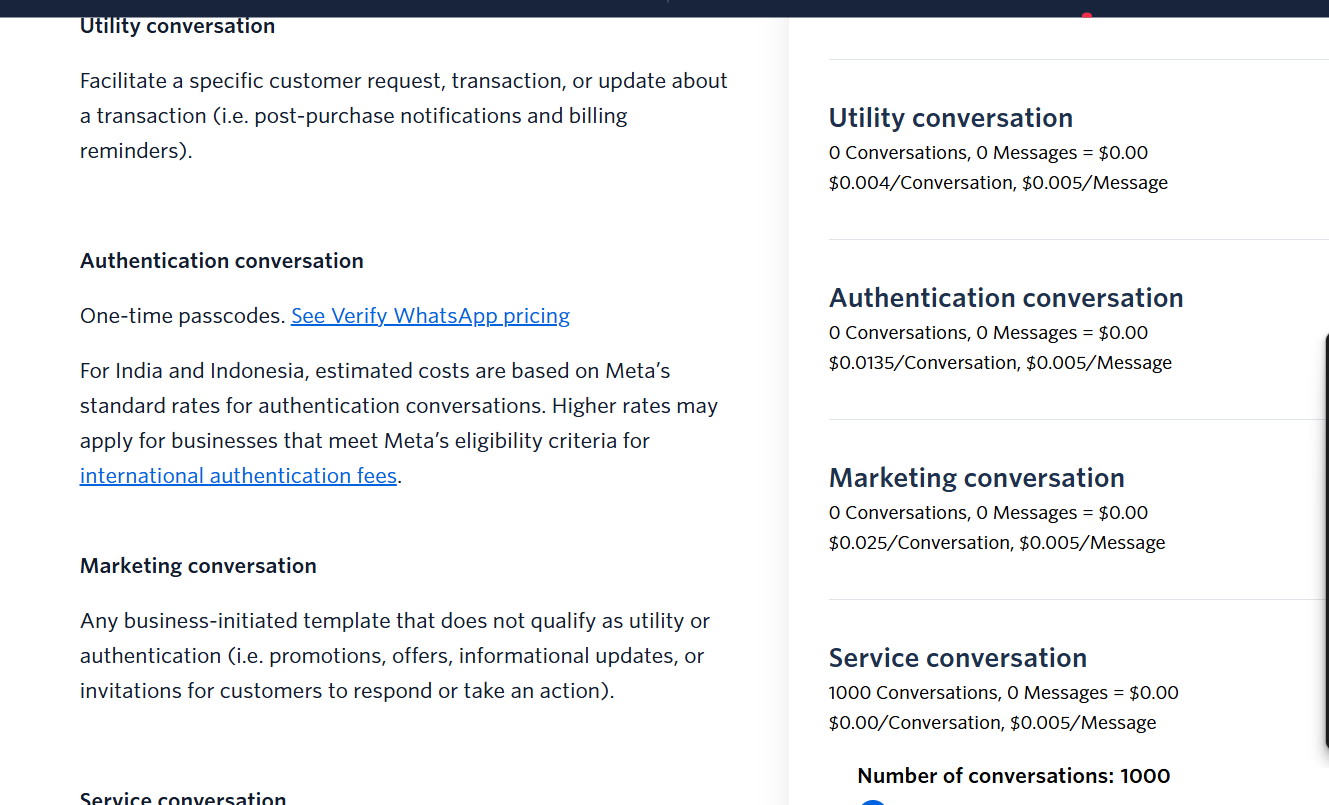 Utility conversation
Facilitate a specific customer request, transaction, or update about
a transaction (i.e. post-purchase notifications and billing
reminders).
Authentication conversation
One-time passcodes. See Verify WhatsApp pricing
For India and Indonesia, estimated costs are based on Meta’s
standard rates for authentication conversations. Higher rates may
apply for businesses that meet Meta’s eligibility criteria for
international authentication fees.
Marketing conversation
Any business-initiated template that does not qualify as utility or
authentication (i.e. promotions, offers, informational updates, or
invitations for customers to respond or take an action).
Service conversation
Utility conversation
0 Conversations, 0 Messages = $0.00
$0.004/Conversation, $0.005/Message
Authentication conversation
0 Conversations, 0 Messages = $0.00
$0.0135/Conversation, $0.005/Message
Marketing conversation
0 Conversations, 0 Messages = $0.00
$0.025/Conversation, $0.005/Message
Service conversation
1000 Conversations, 0 Messages = $0.00
$0.00/Conversation, $0.005/Message
Number of conversations: 1000